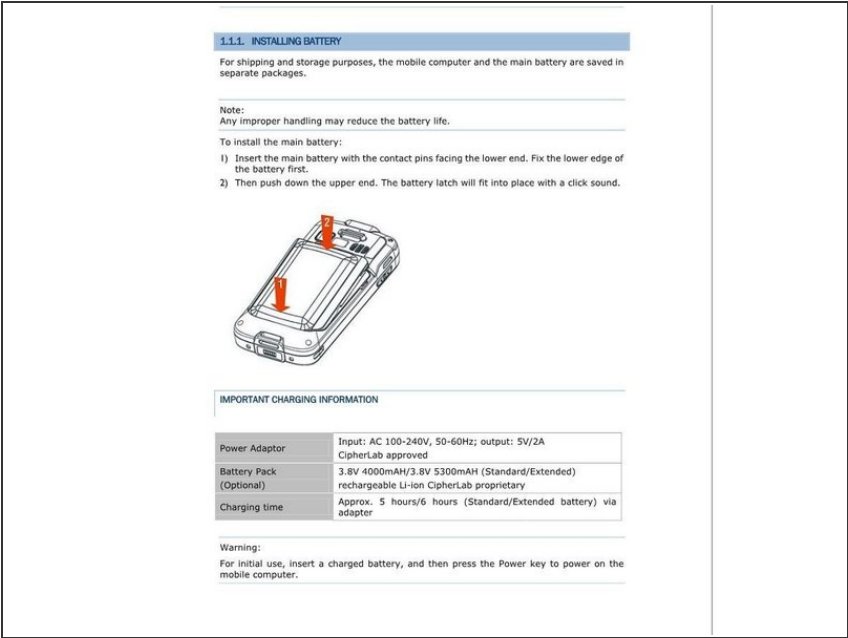 1.1.1. INSTALLING BATTERY
For shipping and storage purposes, the mobile computer and the main battery are saved in
separate packages.
Note:
Any improper handling may reduce the battery life.
To install the main battery:
1) Insert the main battery with the contact pins facing the lower end. Fix the lower edge of
the battery first.
2) Then push down the upper end. The battery latch will fit into place with a click sound.
2
1
IMPORTANT CHARGING INFORMATION
Power Adaptor
Input: AC 100-240V, 50-60Hz; output: 5V/2A
CipherLab approved
Battery Pack
(Optional)
3.8V 4000mAH/3.8V 5300mAH (Standard/Extended)
rechargeable Li-ion CipherLab proprietary
Charging time
Approx. 5 hours/6 hours (Standard/Extended battery) via
adapter
Warning:
For initial use, insert a charged battery, and then press the Power key to power on the
mobile computer.